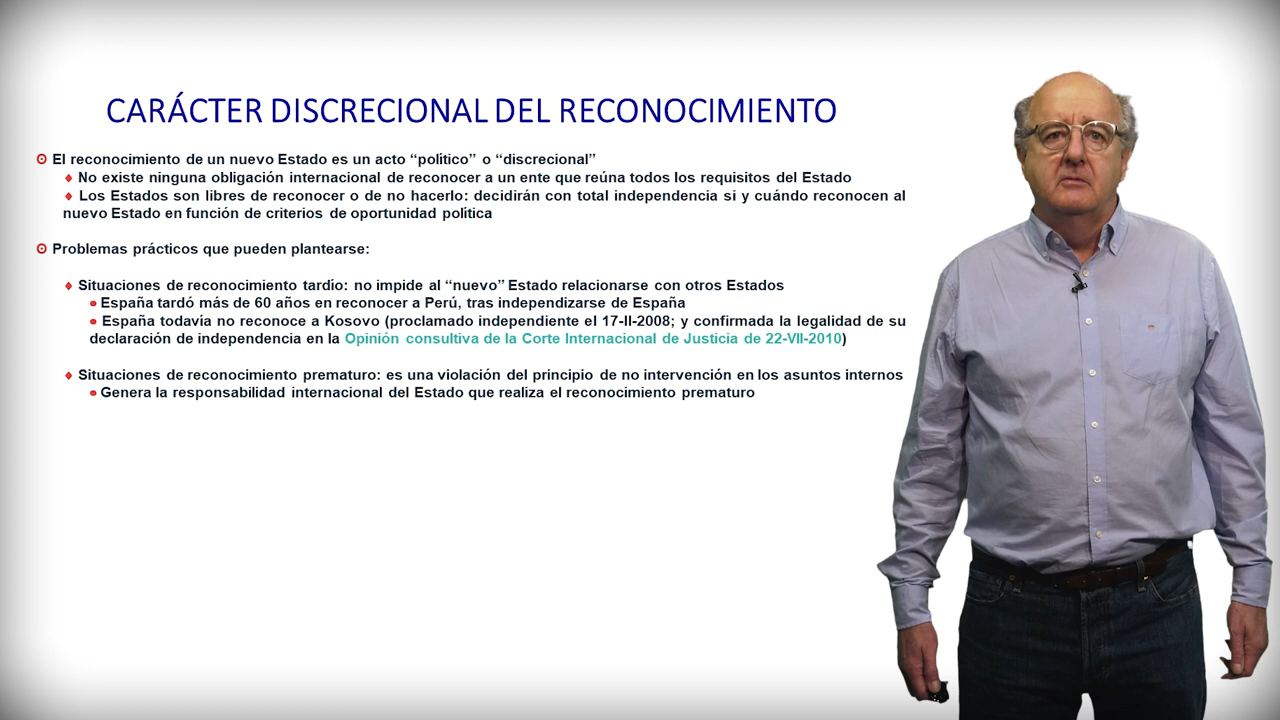 CARÁCTER DISCRECIONAL DEL RECONOCIMIENTO
El reconocimiento de un nuevo Estado es un acto “político” o “discrecional”
No existe ninguna obligación internacional de reconocer a un ente que reúna todos los requisitos del Estado
Los Estados son libres de reconocer o de no hacerlo: decidirán con total independencia si y cuándo reconocen al
nuevo Estado en función de criterios de oportunidad política
Problemas prácticos que pueden plantearse:
Situaciones de reconocimiento tardío: no impide al “nuevo” Estado relacionarse con otros Estados
España tardó más de 60 años en reconocer a Perú, tras independizarse de España
España todavía no reconoce a Kosovo (proclamado independiente el 17-II-2008; y confirmada la legalidad de su
declaración de independencia en la Opinión consultiva de la Corte Internacional de Justicia de 22-VII-2010)
Situaciones de reconocimiento prematuro: es una violación del principio de no intervención en los asuntos internos
Genera la responsabilidad internacional del Estado que realiza el reconocimiento prematuro